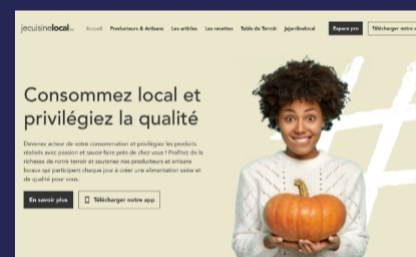 jecuisinelocal
Accueil Producteurs & Artisans Les articles Les recettes Table de Terroir jejardinelocal Espace pro Télécharger notre
Consommez local et
privilégiez la qualité
Devenez acteur de votre consommation et privilégiez les produits
réalisés avec passion et savoir-faire près de chez vous ! Profitez de la
richesse de notre terroir et soutenez nos producteurs et artisans
locaux qui participent chaque jour à créer une alimentation saine et
de qualité pour vous.
En savoir plus Télécharger notre app